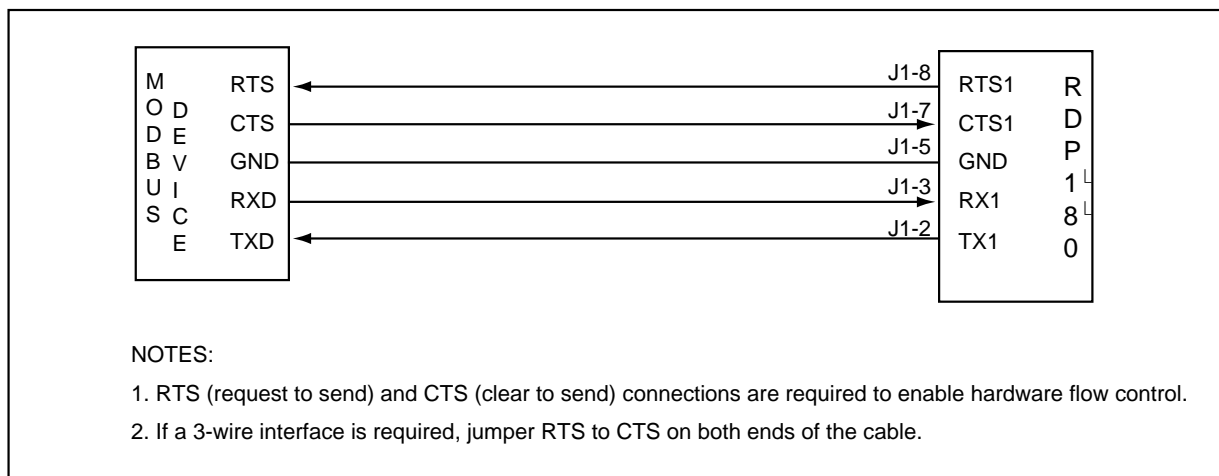 MODBUS
DEVICE
RTS
CTS
GND
RXD
TXD
J1-8
J1-7
J1-5
J1-3
J1-2
RTS1
CTS1
GND
RX1
TX1
RDP180
NOTES:
1. RTS (request to send) and CTS (clear to send) connections are required to enable hardware flow control.
2. If a 3-wire interface is required, jumper RTS to CTS on both ends of the cable.